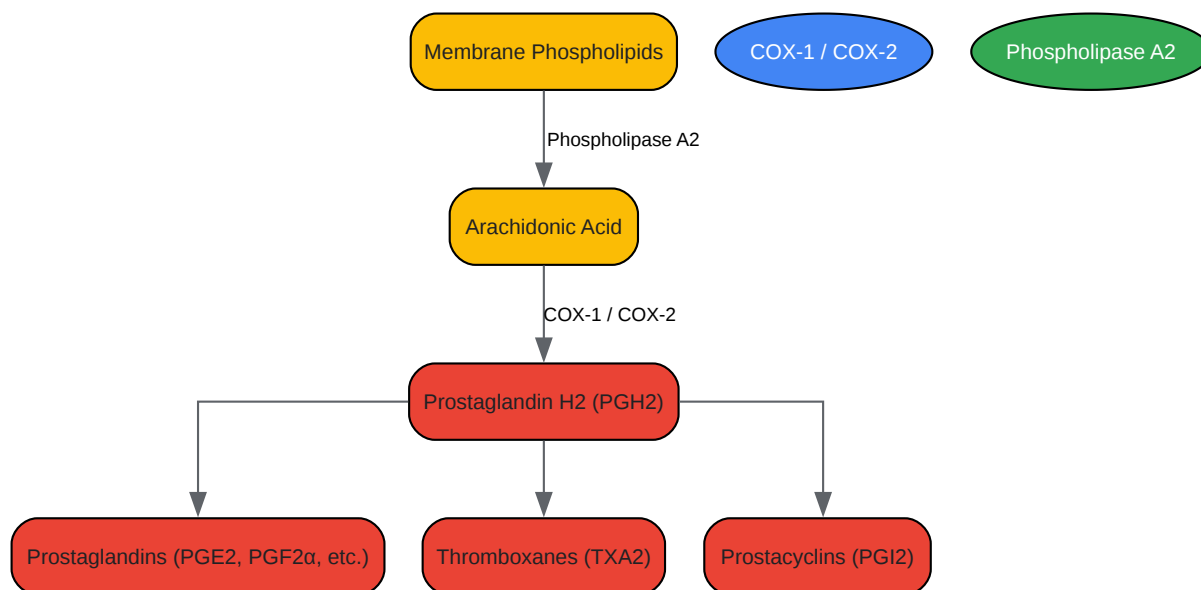 Membrane Phospholipids
COX-1 / COX-2
Phospholipase A2
Phospholipase A2
Arachidonic Acid
COX-1 / COX-2
Prostaglandin H2 (PGH2)
Prostaglandins (PGE2, PGF2α, etc.)
Thromboxanes (TXA2)
Prostacyclins (PGI2)